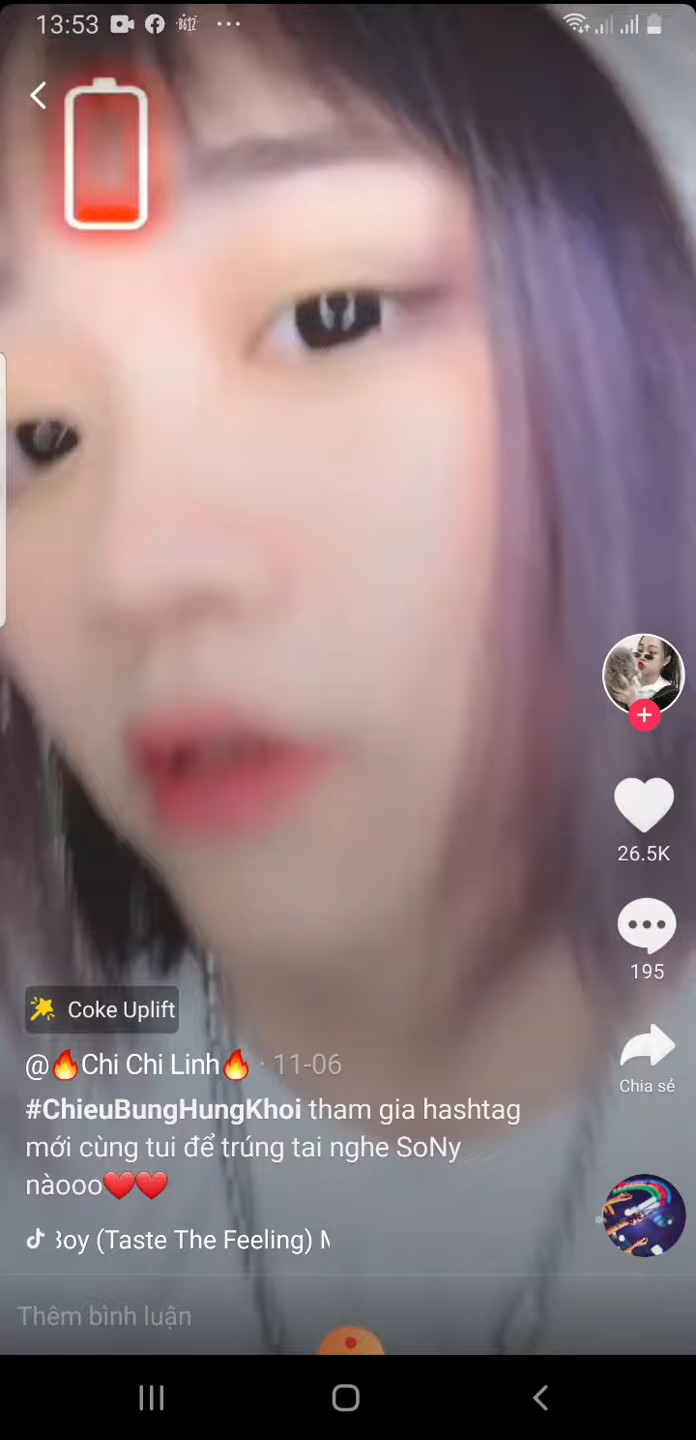 13:53
Coke Uplift
@🔥Chi Chi Linh🔥 · 11-06
#ChieuBungHungKhoi tham gia hashtag
mới cùng tui để trúng tai nghe SoNy
nàooo❤️❤️
Boy (Taste The Feeling) M
Thêm bình luận
26.5K
195
Chia sẻ